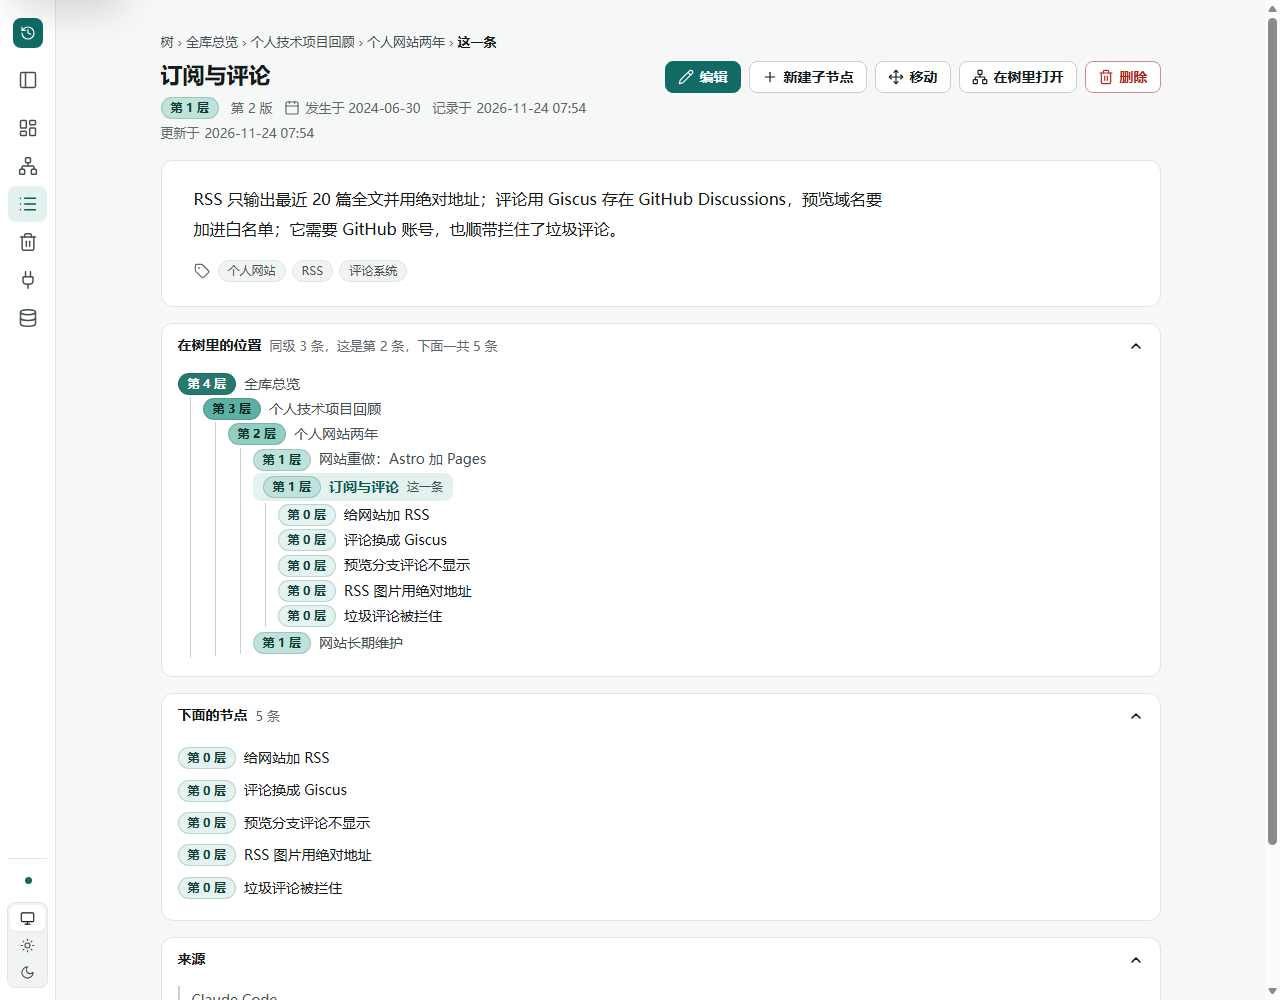 树 › 全库总览 › 个人技术项目回顾 › 个人网站两年 › 这一条
订阅与评论
编辑
新建子节点
移动
在树里打开
删除
第 1 层 第 2 版 发生于 2024-06-30 记录于 2026-11-24 07:54
更新于 2026-11-24 07:54
RSS 只输出最近 20 篇全文并用绝对地址；评论用 Giscus 存在 GitHub Discussions，预览域名要
加进白名单；它需要 GitHub 账号，也顺带拦住了垃圾评论。
个人网站 RSS 评论系统
在树里的位置 同级 3 条，这是第 2 条，下面一共 5 条
第 4 层 全库总览
第 3 层 个人技术项目回顾
第 2 层 个人网站两年
第 1 层 网站重做：Astro 加 Pages
第 1 层 订阅与评论 这一条
第 0 层 给网站加 RSS
第 0 层 评论换成 Giscus
第 0 层 预览分支评论不显示
第 0 层 RSS 图片用绝对地址
第 0 层 垃圾评论被拦住
第 1 层 网站长期维护
下面的节点 5 条
第 0 层 给网站加 RSS
第 0 层 评论换成 Giscus
第 0 层 预览分支评论不显示
第 0 层 RSS 图片用绝对地址
第 0 层 垃圾评论被拦住
来源
Claude Code